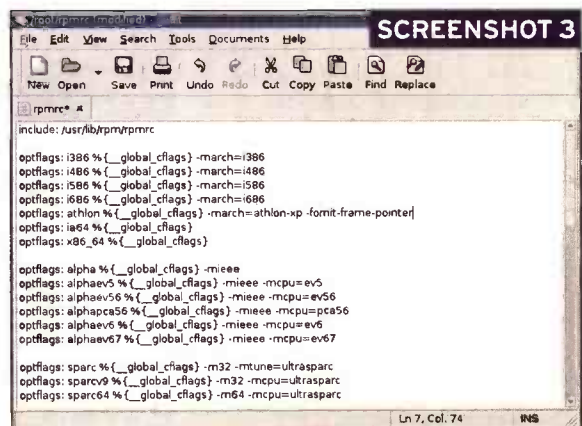 /root/rpmrc (modified)
SCREENSHOT 3
File Edit View Search Tools Documents Help
New Open Save Print Undo Redo Cut Copy Paste Find Replace
rpmrc*
include: /usr/lib/rpm/rpmrc
optflags: i386 %{__global_cflags} -march=i386
optflags: i486 %{__global_cflags} -march=i486
optflags: i586 %{__global_cflags} -march=i586
optflags: i686 %{__global_cflags} -march=i686
optflags: athlon %{__global_cflags} -march=athlon-xp -fomit-frame-pointer
optflags: ia64 %{__global_cflags}
optflags: x86_64 %{__global_cflags}
optflags: alpha %{__global_cflags} -mieee
optflags: alphaev5 %{__global_cflags} -mieee -mcpu=ev5
optflags: alphaev56 %{__global_cflags} -mieee -mcpu=ev56
optflags: alphapca56 %{__global_cflags} -mieee -mcpu=pca56
optflags: alphaev6 %{__global_cflags} -mieee -mcpu=ev6
optflags: alphaev67 %{__global_cflags} -mieee -mcpu=ev67
optflags: sparc %{__global_cflags} -m32 -mtune=ultrasparc
optflags: sparcv9 %{__global_cflags} -m32 -mcpu=ultrasparc
optflags: sparc64 %{__global_cflags} -m64 -mcpu=ultrasparc
Ln 7, Col. 74 INS